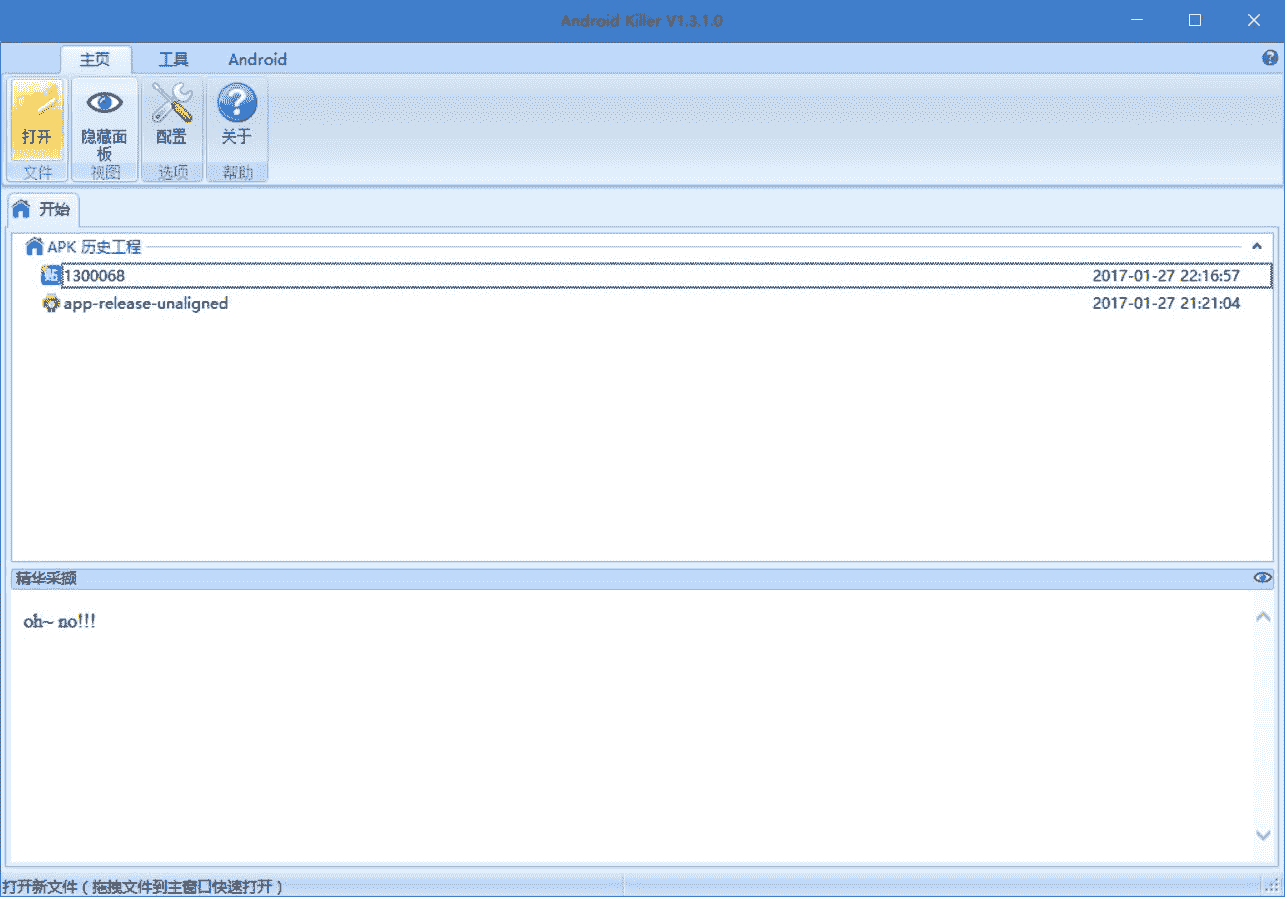 Android Killer V1.3.1.0
主页 工具 Android
打开 隐藏面板 配置 关于
文件 视图 选项 帮助
开始
APK 历史工程
贴 1300068 2017-01-27 22:16:57
app-release-unaligned 2017-01-27 21:21:04
精华采撷
oh~ no!!!
打开新文件 ( 拖拽文件到主窗口快速打开 )